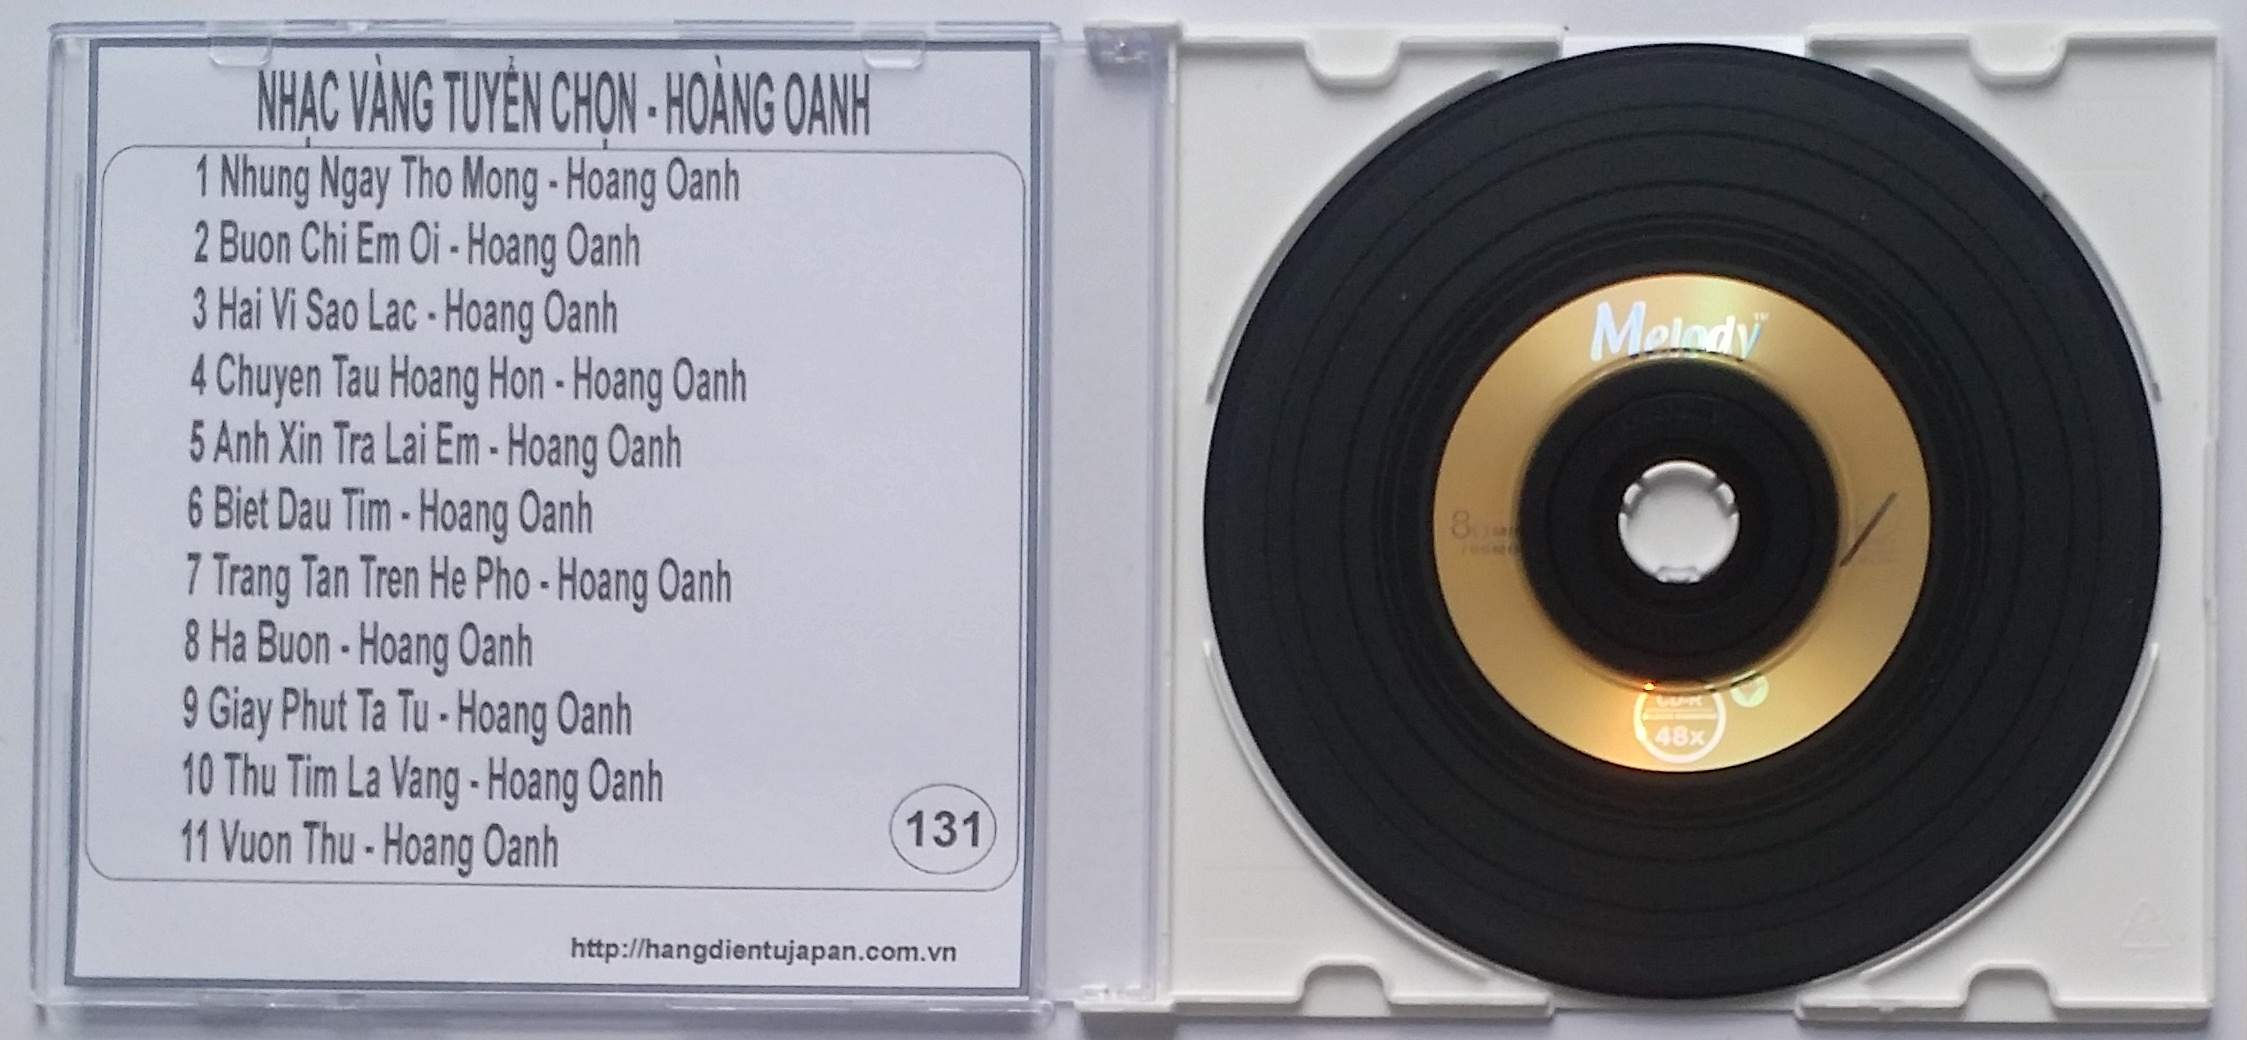 NHẠC VÀNG TUYỂN CHỌN - HOÀNG OANH
1 Nhung Ngay Tho Mong - Hoang Oanh
2 Buon Chi Em Oi - Hoang Oanh
3 Hai Vi Sao Lac - Hoang Oanh
4 Chuyen Tau Hoang Hon - Hoang Oanh
5 Anh Xin Tra Lai Em - Hoang Oanh
6 Biet Dau Tim - Hoang Oanh
7 Trang Tan Tren He Pho - Hoang Oanh
8 Ha Buon - Hoang Oanh
9 Giay Phut Ta Tu - Hoang Oanh
10 Thu Tim La Vang - Hoang Oanh
11 Vuon Thu - Hoang Oanh
131
http://hangdientujapan.com.vn
Melody™
48x